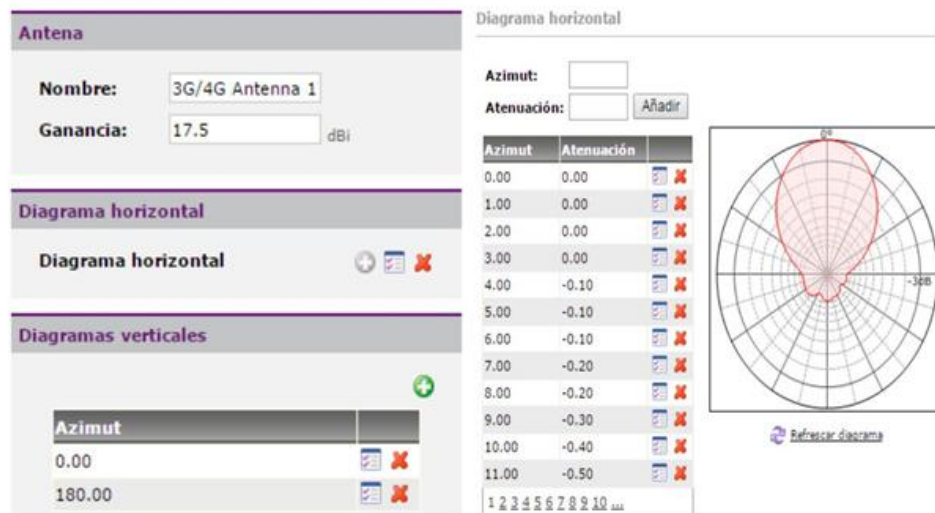 Antena
Nombre: 3G/4G Antenna 1
Ganancia: 17.5 dBi
Diagrama horizontal
Diagrama horizontal
Diagramas verticales
Azimut
0.00
180.00
Diagrama horizontal
Azimut:
Atenuación: Añadir
Azimut Atenuación
0.00 0.00
1.00 0.00
2.00 0.00
3.00 0.00
4.00 -0.10
5.00 -0.10
6.00 -0.10
7.00 -0.20
8.00 -0.20
9.00 -0.30
10.00 -0.40
11.00 -0.50
1 2 3 4 5 6 7 8 9 10 ...
0º
-3dB
Refrescar diagrama